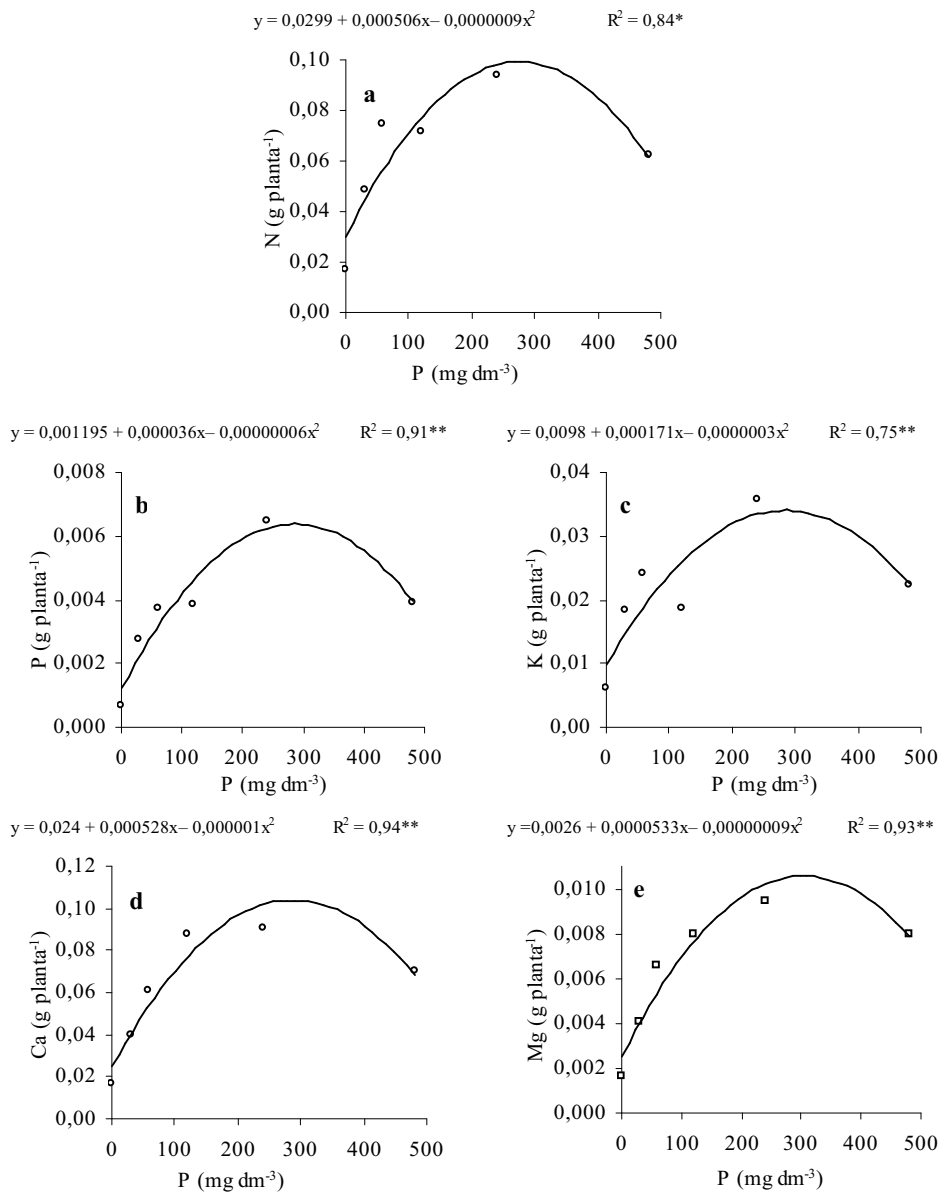 y = 0,0299 + 0,000506x– 0,0000009x² R² = 0,84*
a
N (g planta⁻¹)
0,10
0,08
0,06
0,04
0,02
0,00
0 100 200 300 400 500
P (mg dm⁻³)
y = 0,001195 + 0,000036x– 0,00000006x² R² = 0,91**
b
P (g planta⁻¹)
0,008
0,006
0,004
0,002
0,000
0 100 200 300 400 500
P (mg dm⁻³)
y = 0,0098 + 0,000171x– 0,0000003x² R² = 0,75**
c
K (g planta⁻¹)
0,04
0,03
0,02
0,01
0,00
0 100 200 300 400 500
P (mg dm⁻³)
y = 0,024 + 0,000528x– 0,000001x² R² = 0,94**
d
Ca (g planta⁻¹)
0,12
0,10
0,08
0,06
0,04
0,02
0,00
0 100 200 300 400 500
P (mg dm⁻³)
y =0,0026 + 0,0000533x– 0,00000009x² R² = 0,93**
e
Mg (g planta⁻¹)
0,010
0,008
0,006
0,004
0,002
0,000
0 100 200 300 400 500
P (mg dm⁻³)